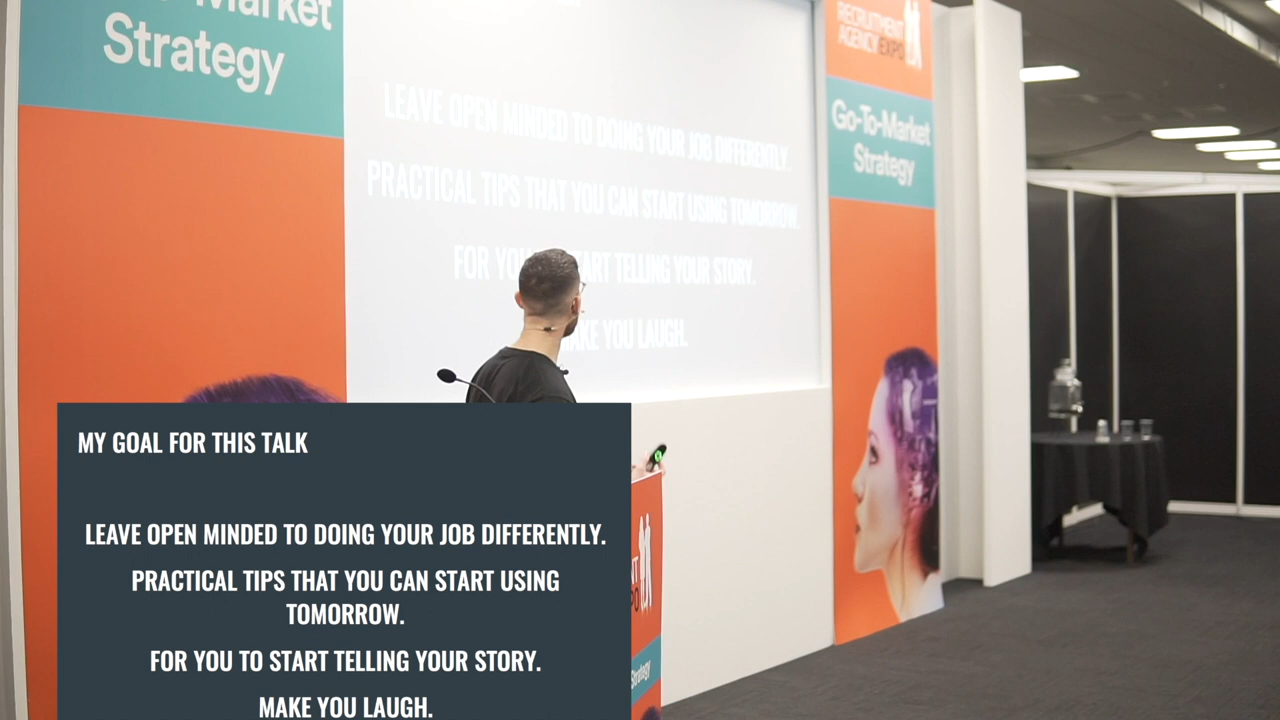 o-Market
Strategy
LEAVE OPEN MINDED TO DOING YOUR JOB DIFFERENTLY.
PRACTICAL TIPS THAT YOU CAN START USING TOMORROW.
FOR YOU START TELLING YOUR STORY.
MAKE YOU LAUGH.
RECRUITMENT
AGENCY EXPO
Go-To-Market
Strategy
MY GOAL FOR THIS TALK
LEAVE OPEN MINDED TO DOING YOUR JOB DIFFERENTLY.
PRACTICAL TIPS THAT YOU CAN START USING
TOMORROW.
FOR YOU TO START TELLING YOUR STORY.
MAKE YOU LAUGH.
Strategy